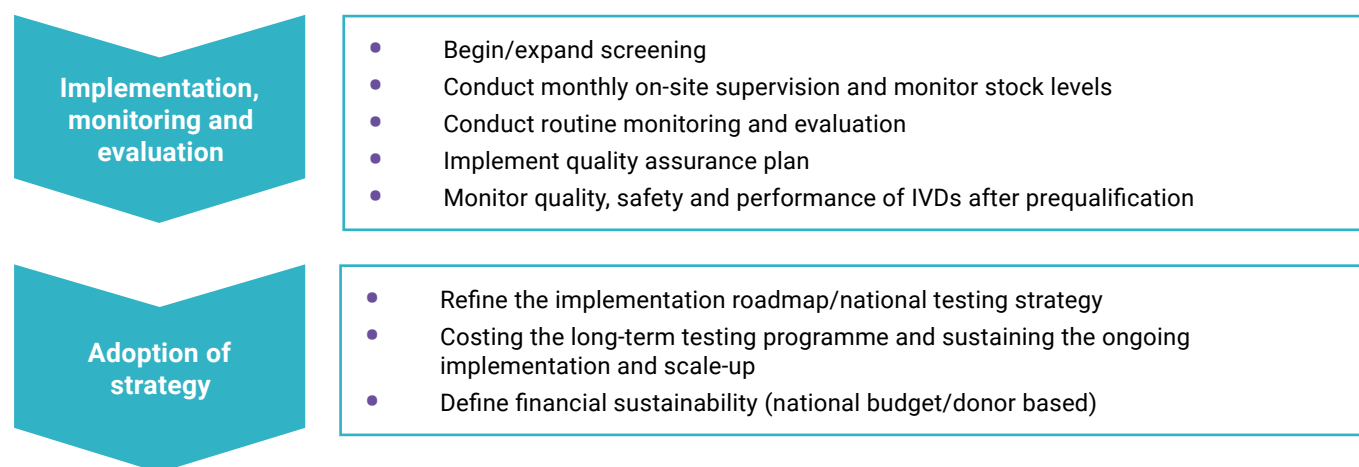 Implementation,
monitoring and
evaluation
• Begin/expand screening
• Conduct monthly on-site supervision and monitor stock levels
• Conduct routine monitoring and evaluation
• Implement quality assurance plan
• Monitor quality, safety and performance of IVDs after prequalification
Adoption of
strategy
• Refine the implementation roadmap/national testing strategy
• Costing the long-term testing programme and sustaining the ongoing
implementation and scale-up
• Define financial sustainability (national budget/donor based)